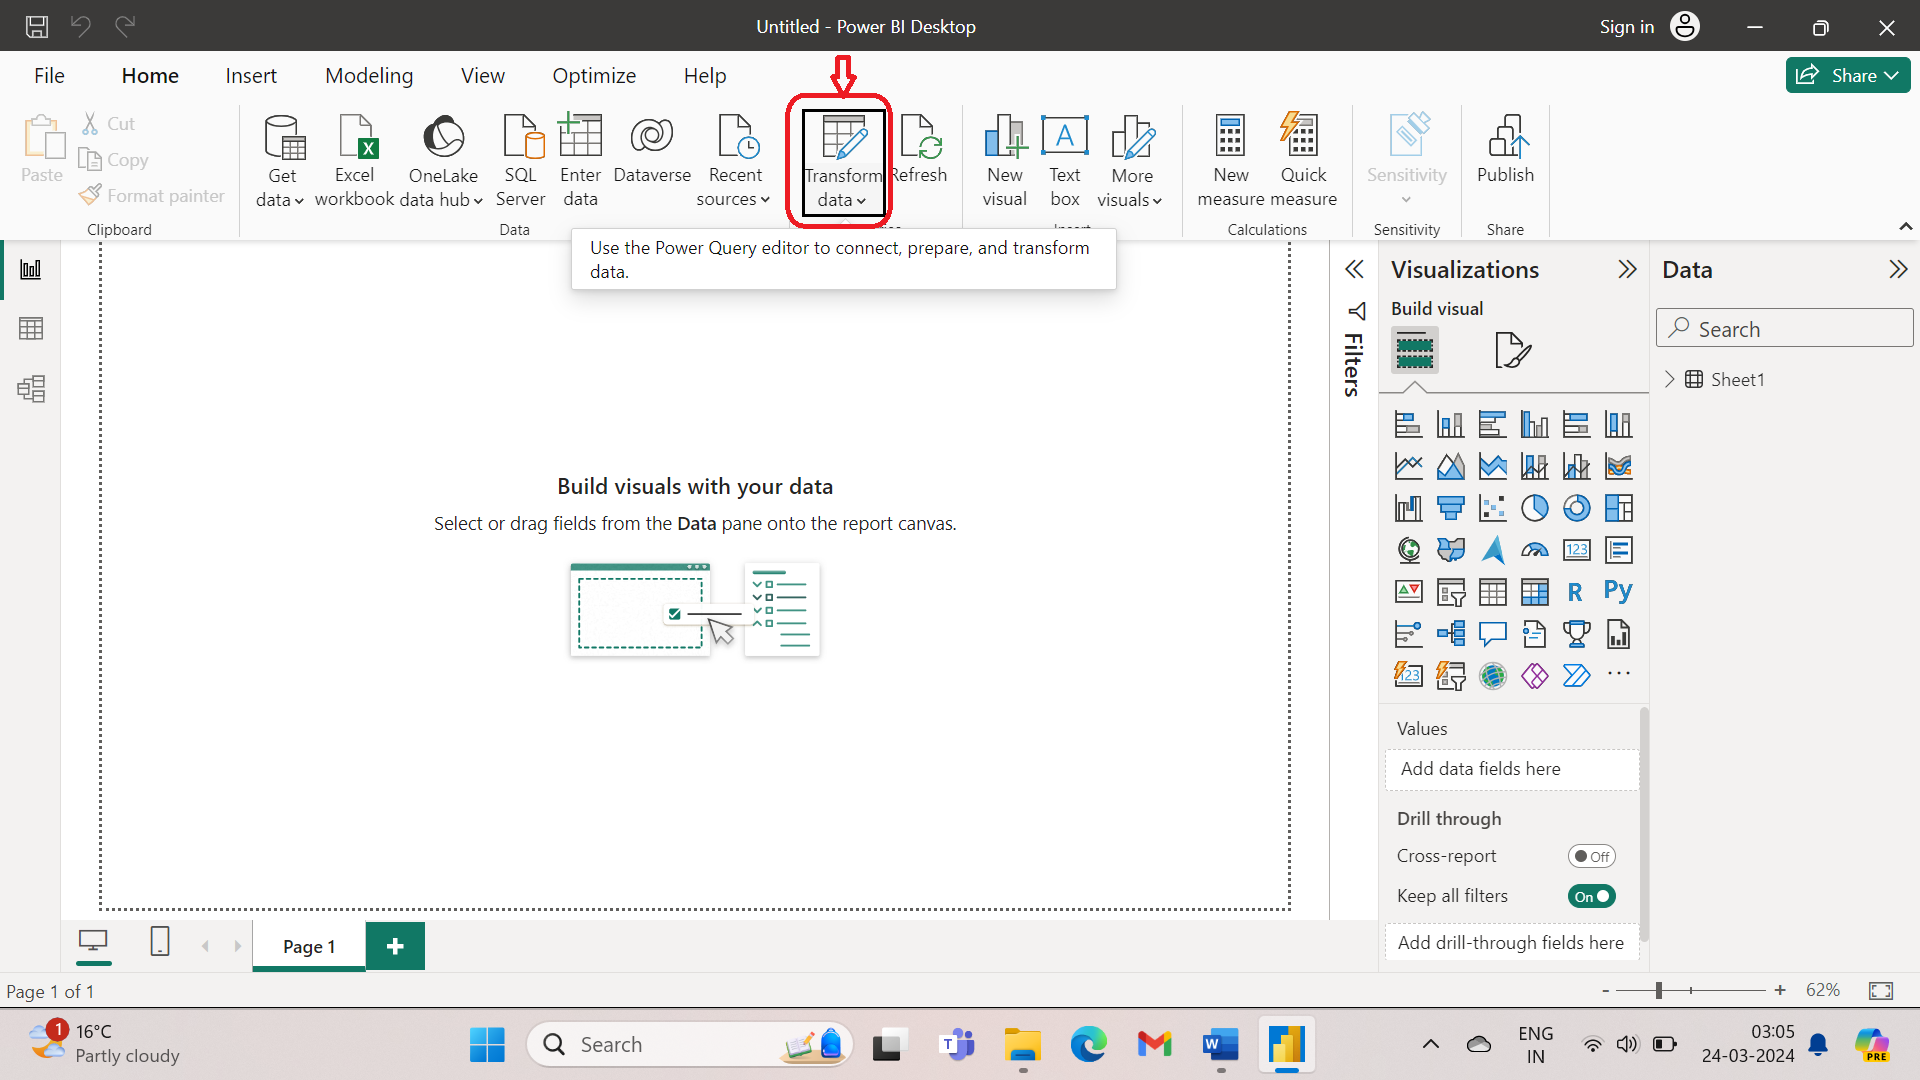 Untitled - Power BI Desktop
Sign in
File Home Insert Modeling View Optimize Help
Share
Paste
Cut
Copy
Format painter
Clipboard
Get data
Excel workbook
OneLake data hub
SQL Server
Enter data
Dataverse
Recent sources
Data
Transform data
Refresh
New visual
Text box
More visuals
New measure
Quick measure
Calculations
Sensitivity
Sensitivity
Publish
Share
Use the Power Query editor to connect, prepare, and transform
data.
Build visuals with your data
Select or drag fields from the Data pane onto the report canvas.
Filters
Visualizations
Build visual
123
R
Py
123
Values
Add data fields here
Drill through
Cross-report
Off
Keep all filters
On
Add drill-through fields here
Data
Search
Sheet1
Page 1
Page 1 of 1
- + 62%
1
16°C
Partly cloudy
Search
T
W
ENG
IN
03:05
24-03-2024
PRE